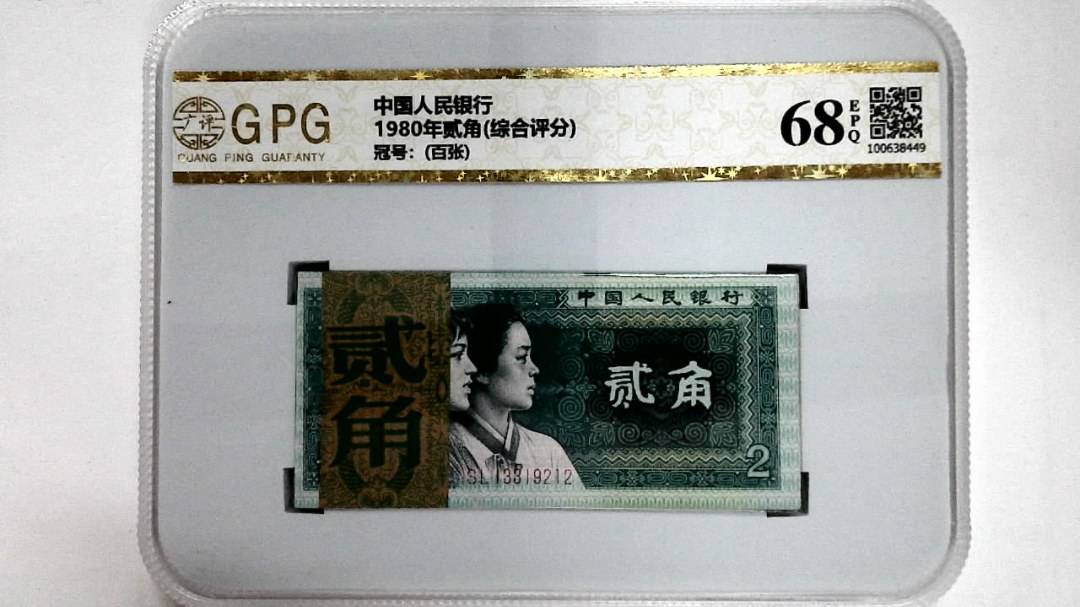 广评
GPG
GUANG PING GUARANTY
中国人民银行
1980年贰角(综合评分)
冠号：(百张)
68
EPQ
100638449
贰角
中国人民银行
贰角
2
SL13319212